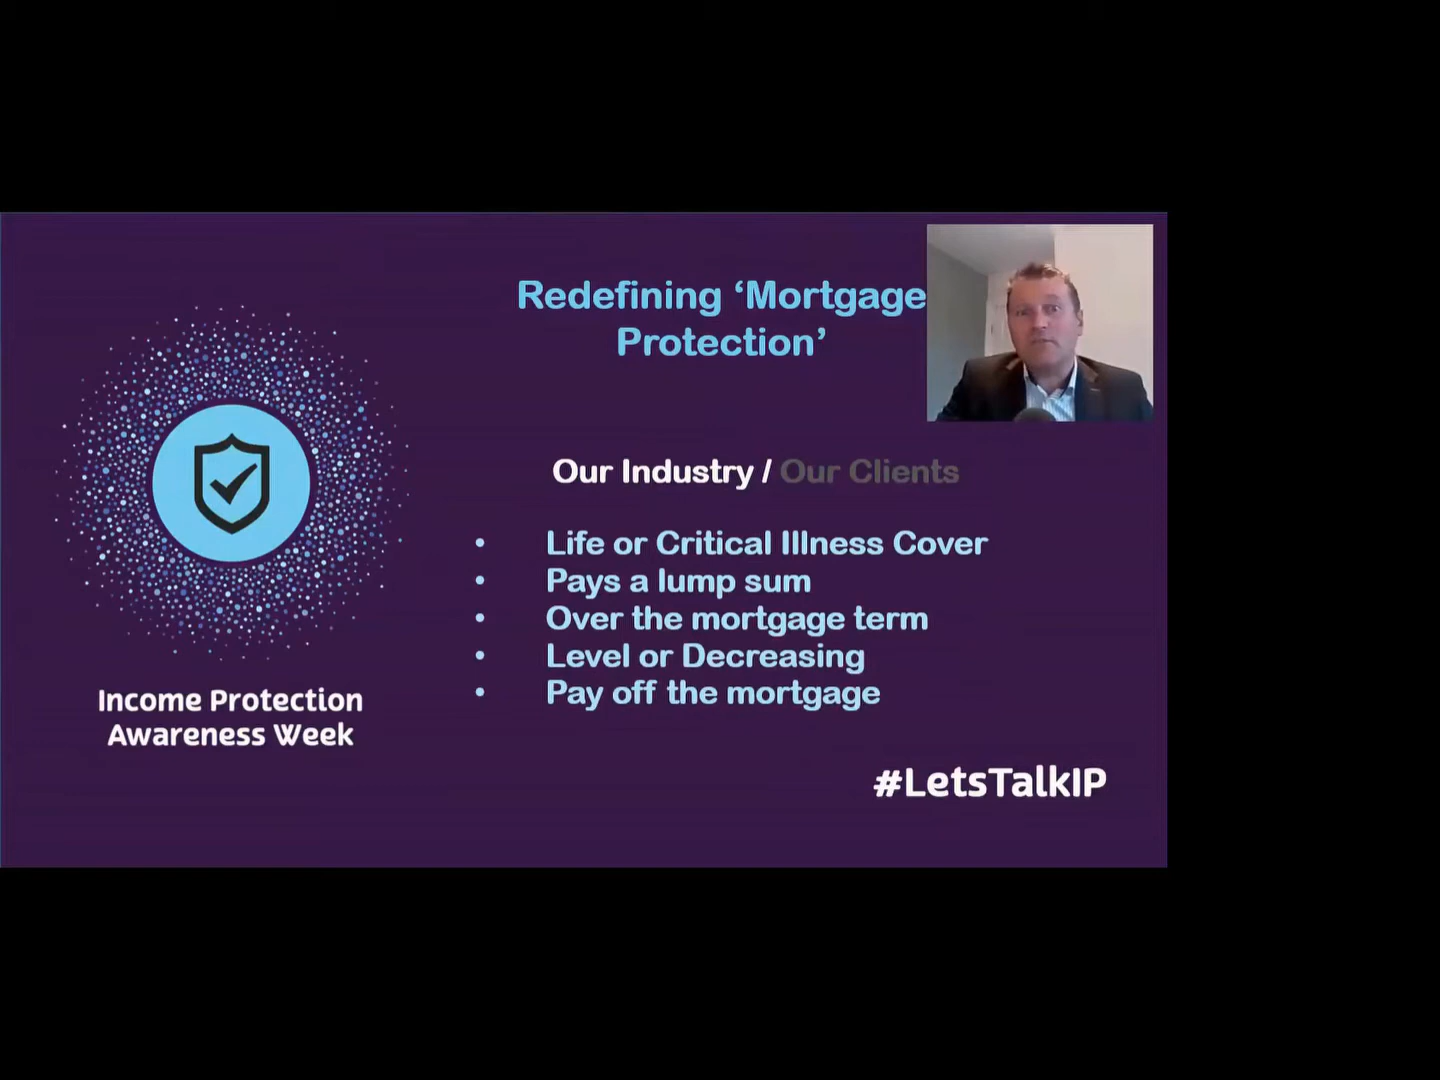 Redefining ‘Mortgage
Protection’
Our Industry / Our Clients
• Life or Critical Illness Cover
• Pays a lump sum
• Over the mortgage term
• Level or Decreasing
• Pay off the mortgage
Income Protection
Awareness Week
#LetsTalkIP